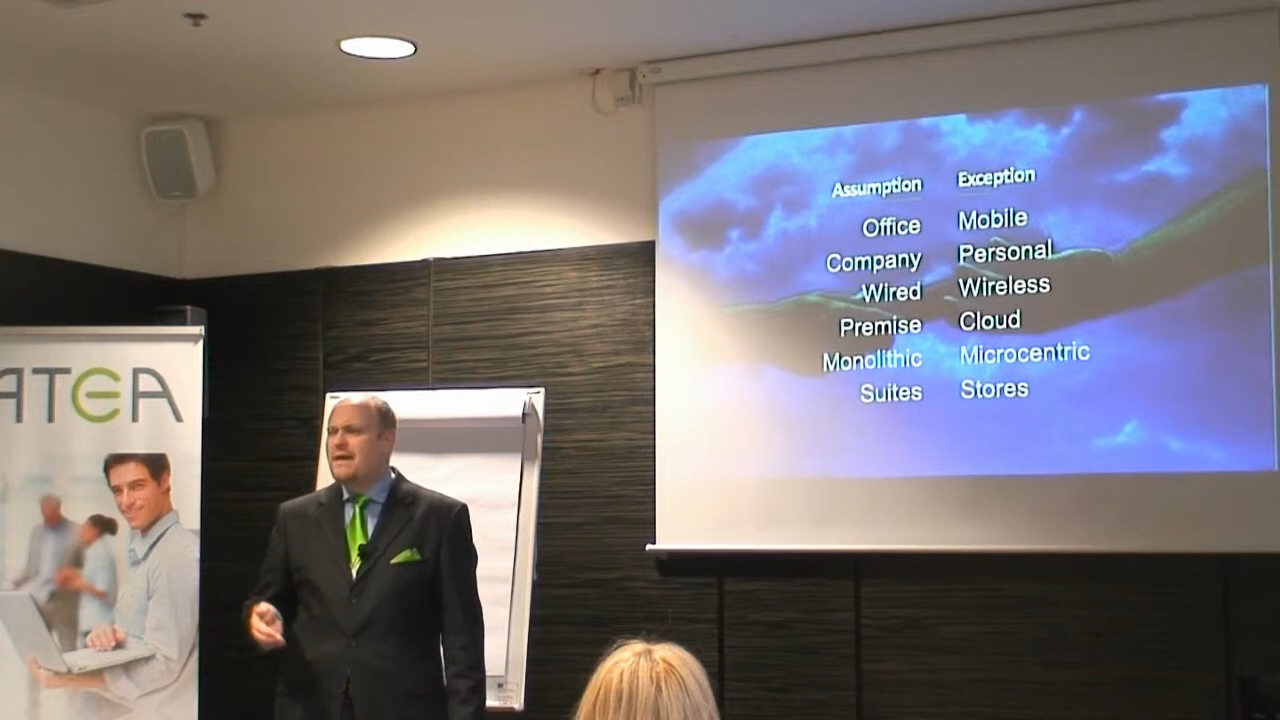 ATEA
Assumption Exception
Office Mobile
Company Personal
Wired Wireless
Premise Cloud
Monolithic Microcentric
Suites Stores